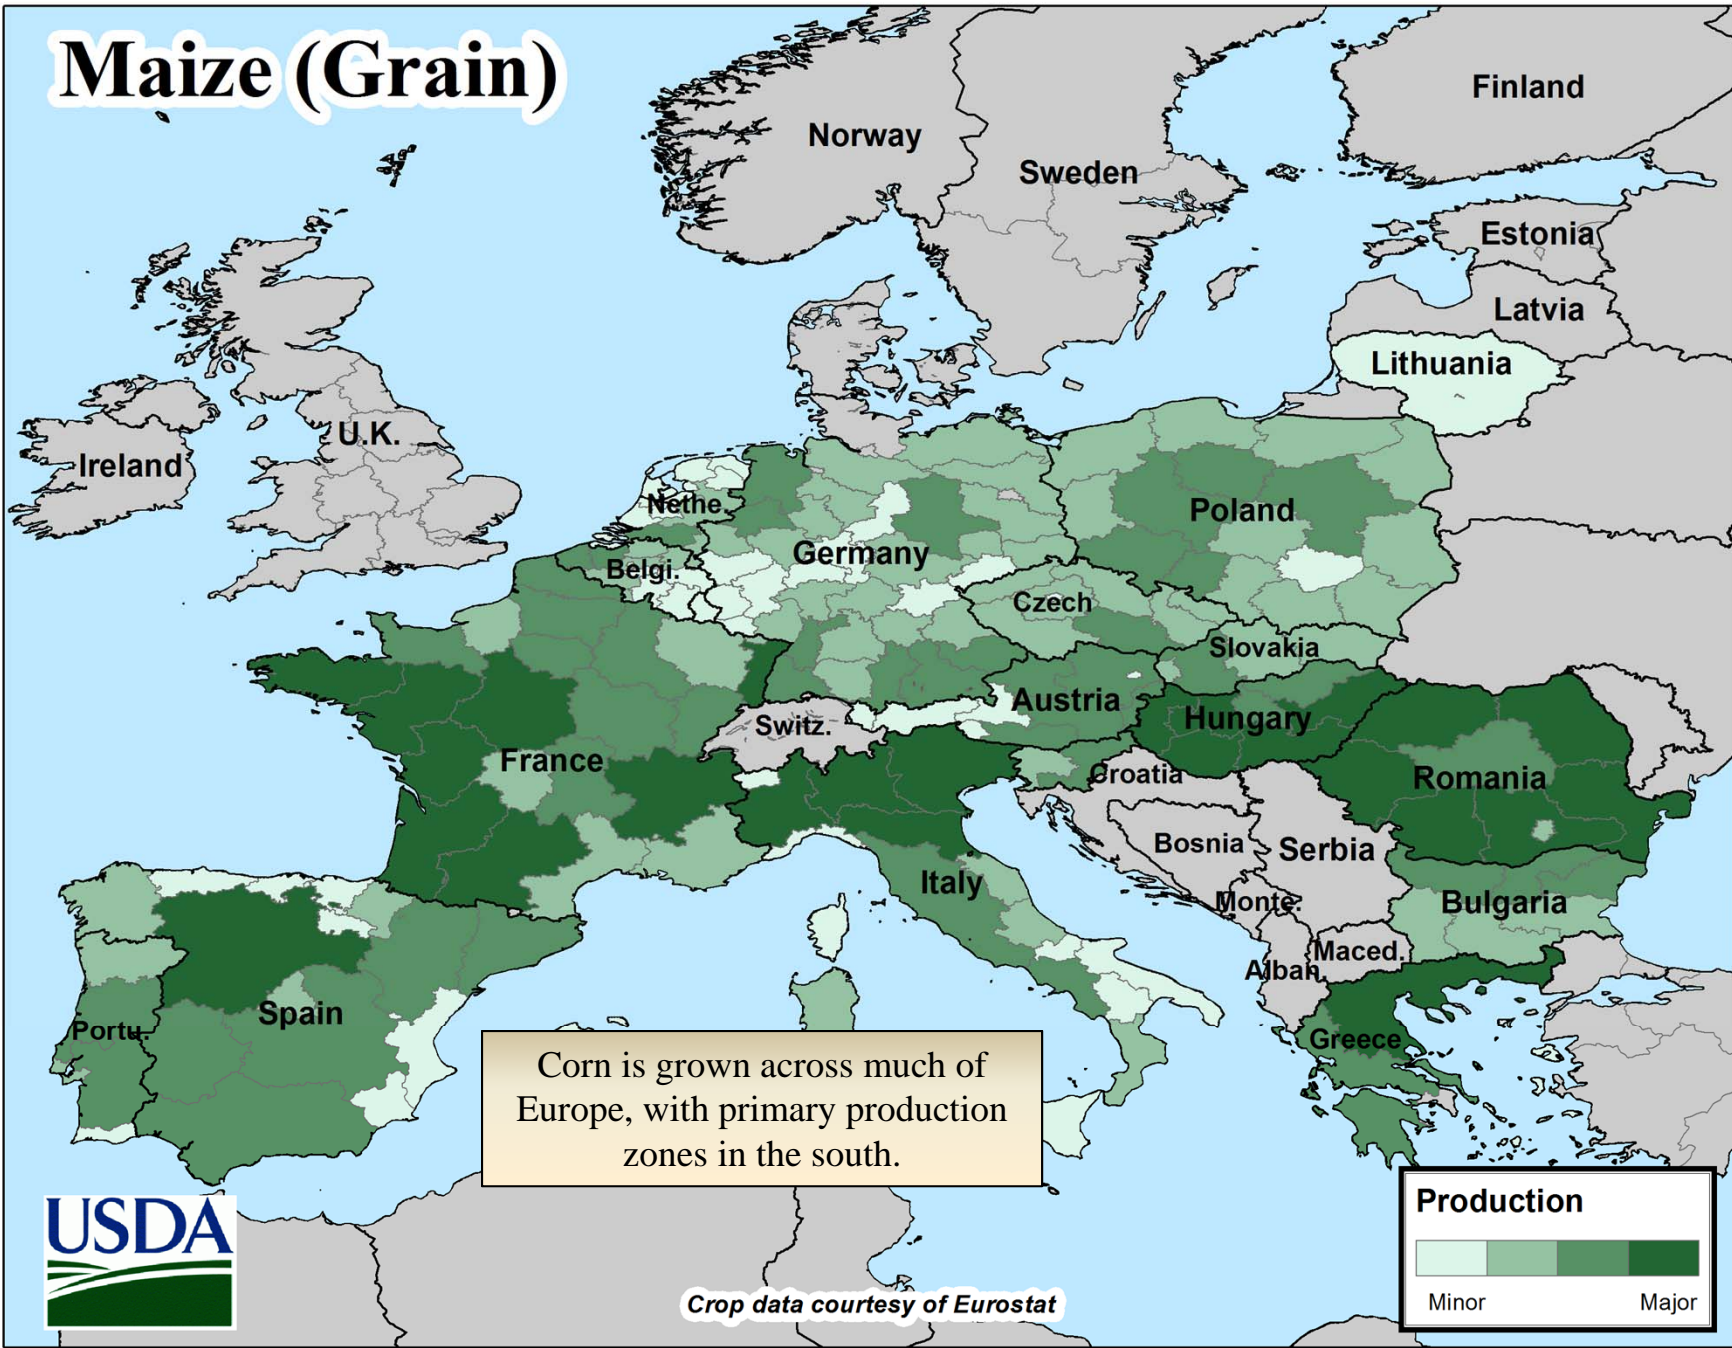 Maize (Grain)
Finland
Norway
Sweden
Estonia
Latvia
Lithuania
U.K.
Ireland
Nethe.
Poland
Germany
Belgi.
Czech
Slovakia
Austria
Hungary
Switz.
France
Croatia
Romania
Bosnia
Serbia
Italy
Monte.
Bulgaria
Maced.
Alban.
Spain
Portu.
Greece
Corn is grown across much of
Europe, with primary production
zones in the south.
USDA
Production
Minor Major
Crop data courtesy of Eurostat